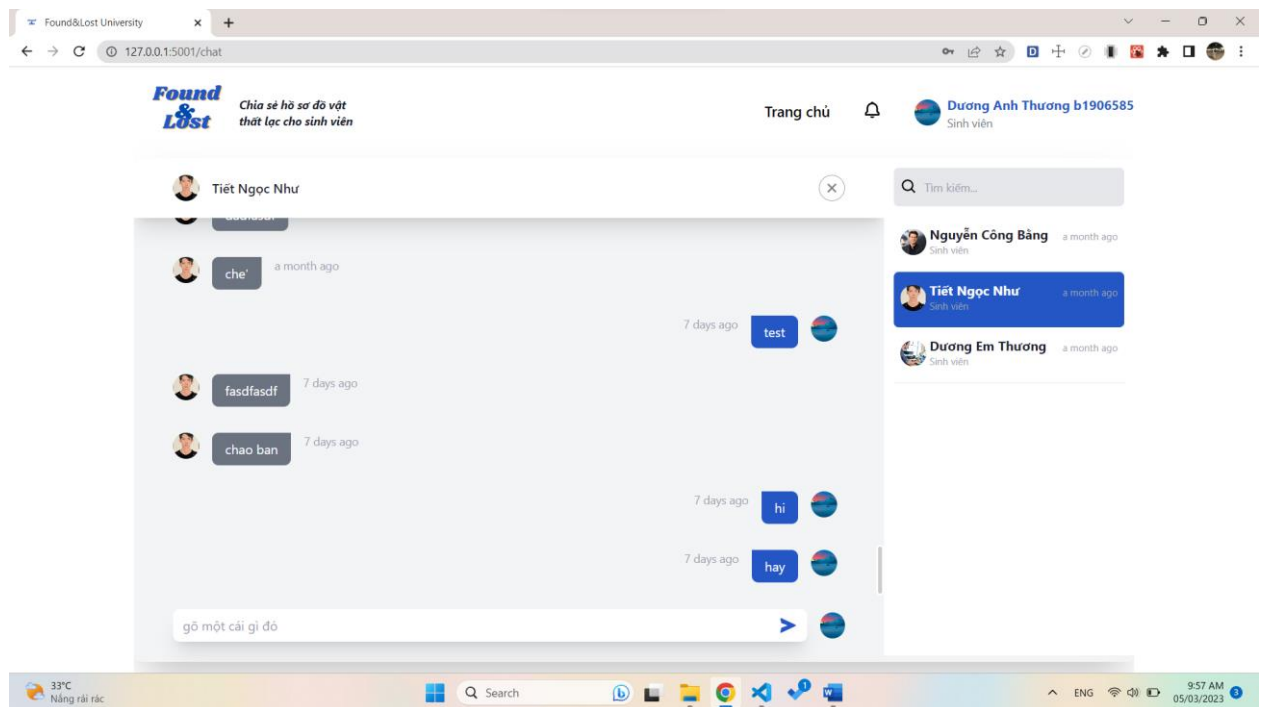 Found&Lost University
127.0.0.1:5001/chat
Found
&
Lost
Chia sẻ hồ sơ đồ vật
thất lạc cho sinh viên
Trang chủ
Dương Anh Thương b1906585
Sinh viên
Tiết Ngọc Như
Tìm kiếm...
Nguyễn Công Bằng a month ago
Sinh viên
che' a month ago
Tiết Ngọc Như a month ago
Sinh viên
7 days ago test
Dương Em Thương a month ago
Sinh viên
fasdfasdf 7 days ago
chao ban 7 days ago
7 days ago hi
7 days ago hay
gõ một cái gì đó
33°C
Nắng rải rác
Search
ENG
9:57 AM
05/03/2023
3
1